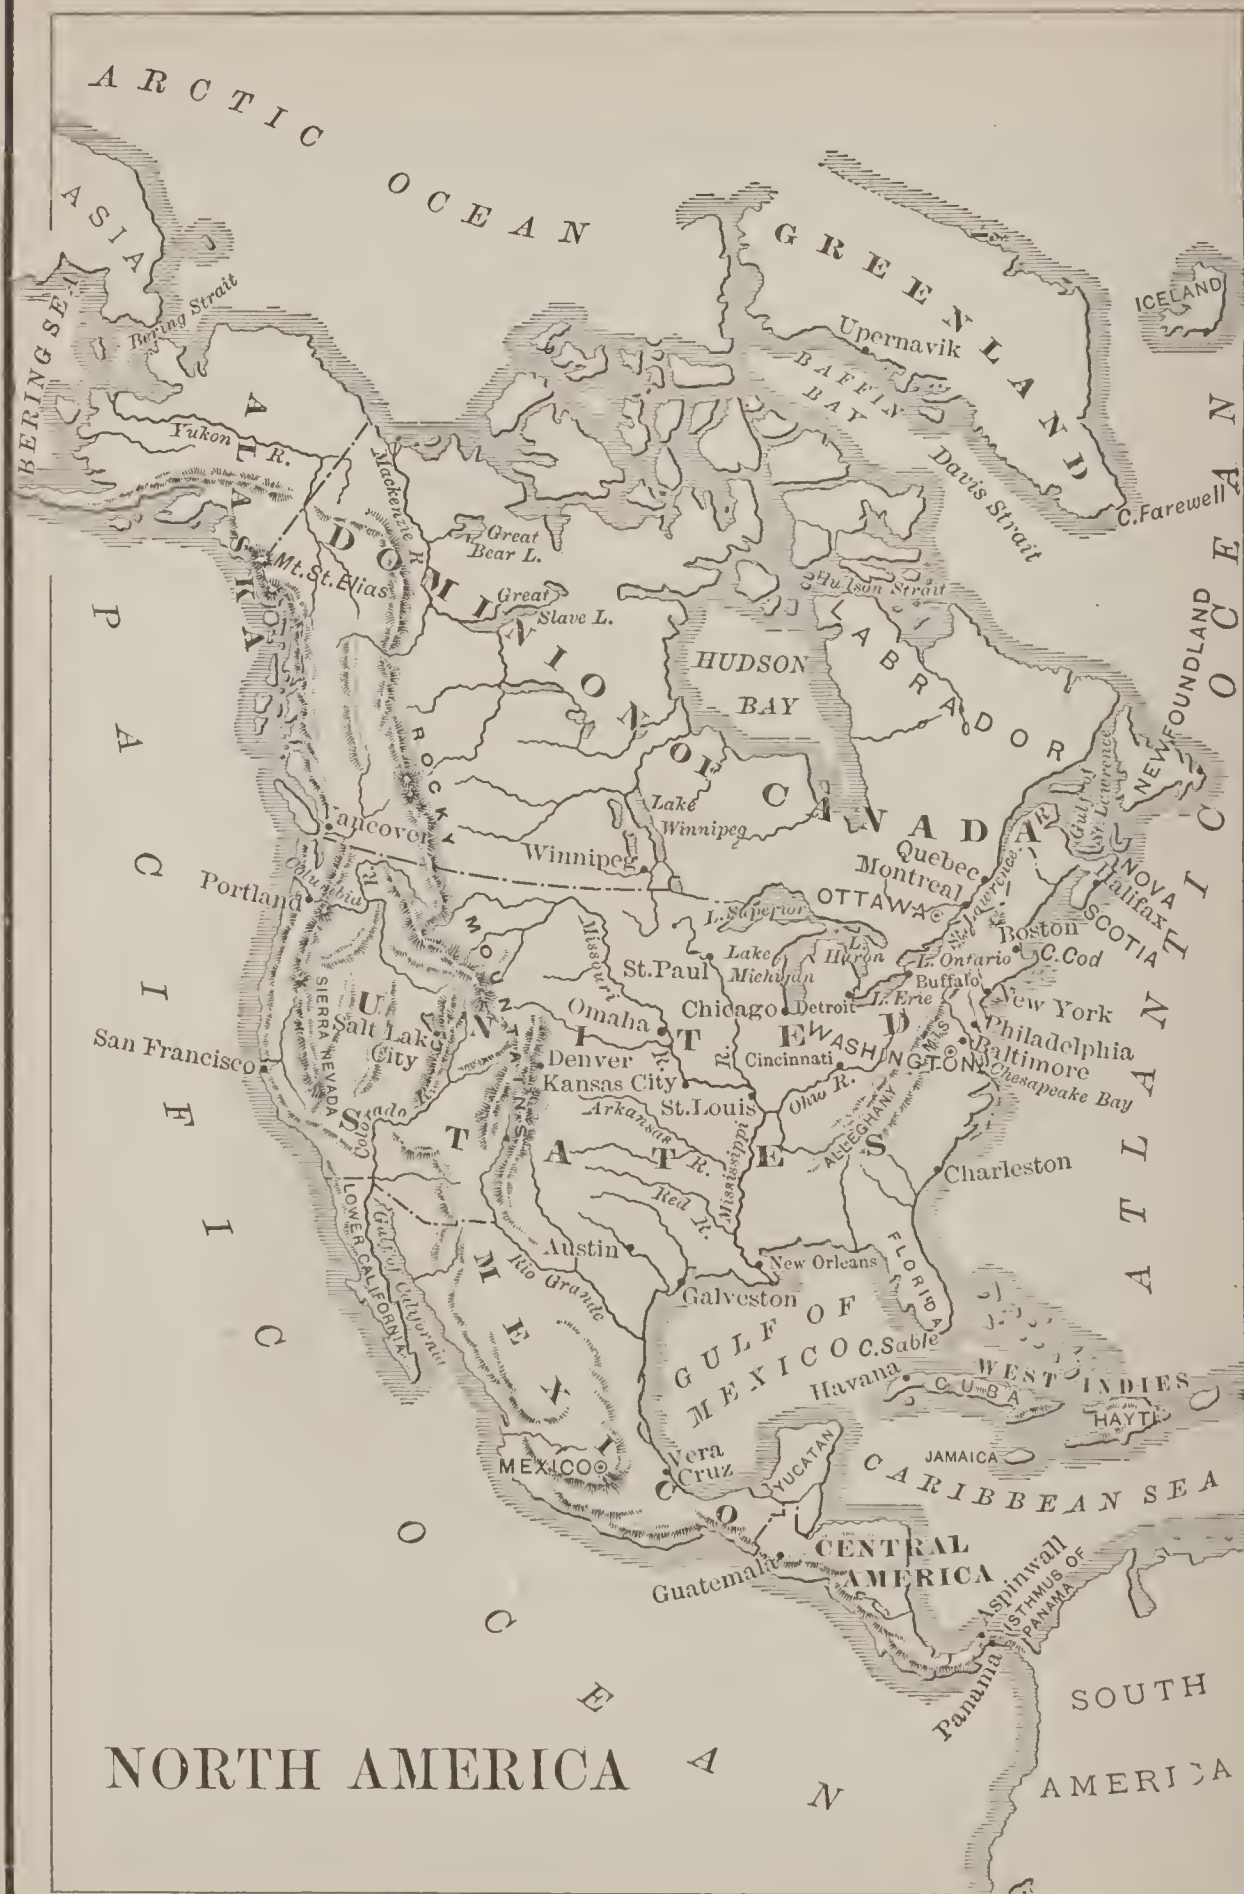 ARCTIC OCEAN
ASIA
BERING SEA
Bering Strait
GREENLAND
ICELAND
Upernavik
BAFFIN
BAY
Davis Strait
C. Farewell
ALASKA
Yukon R.
Mackenzie R
Great
Bear L.
Mt. St. Elias
Great
Slave L.
DOMINION OF CANADA
Hudson Strait
LABRADOR
HUDSON
BAY
NEWFOUNDLAND
Gulf of
St. Lawrence
ROCKY MOUNTAINS
Lake
Winnipeg
Winnipeg
Vancouver
Quebec
Montreal
OTTAWA
St. Lawrence R.
NOVA
SCOTIA
Halifax
Portland
Columbia R.
L. Superior
Missouri R.
St. Paul
Lake
Michigan
L.
Huron
L. Ontario
Boston
C. Cod
Buffalo
L. Erie
Detroit
Chicago
New York
Omaha
Philadelphia
Baltimore
WASHINGTON
Chesapeake Bay
UNITED
STATES
SIERRA NEVADA
Salt Lake
City
San Francisco
Denver
Kansas City
Cincinnati
St. Louis
Ohio R.
Colorado R.
Arkansas R.
ALLEGHANY MTS
Mississippi R.
Red R.
Charleston
LOWER CALIFORNIA
Gulf of California
Austin
Rio Grande
New Orleans
Galveston
FLORIDA
GULF OF
MEXICO
C. Sable
Havana
CUBA
WEST INDIES
HAYTI
JAMAICA
MEXICO
MEXICO
Vera
Cruz
YUCATAN
CARIBBEAN SEA
CENTRAL
AMERICA
Guatemala
Aspinwall
ISTHMUS OF
PANAMA
Panama
SOUTH
AMERICA
PACIFIC OCEAN
ATLANTIC OCEAN
NORTH AMERICA